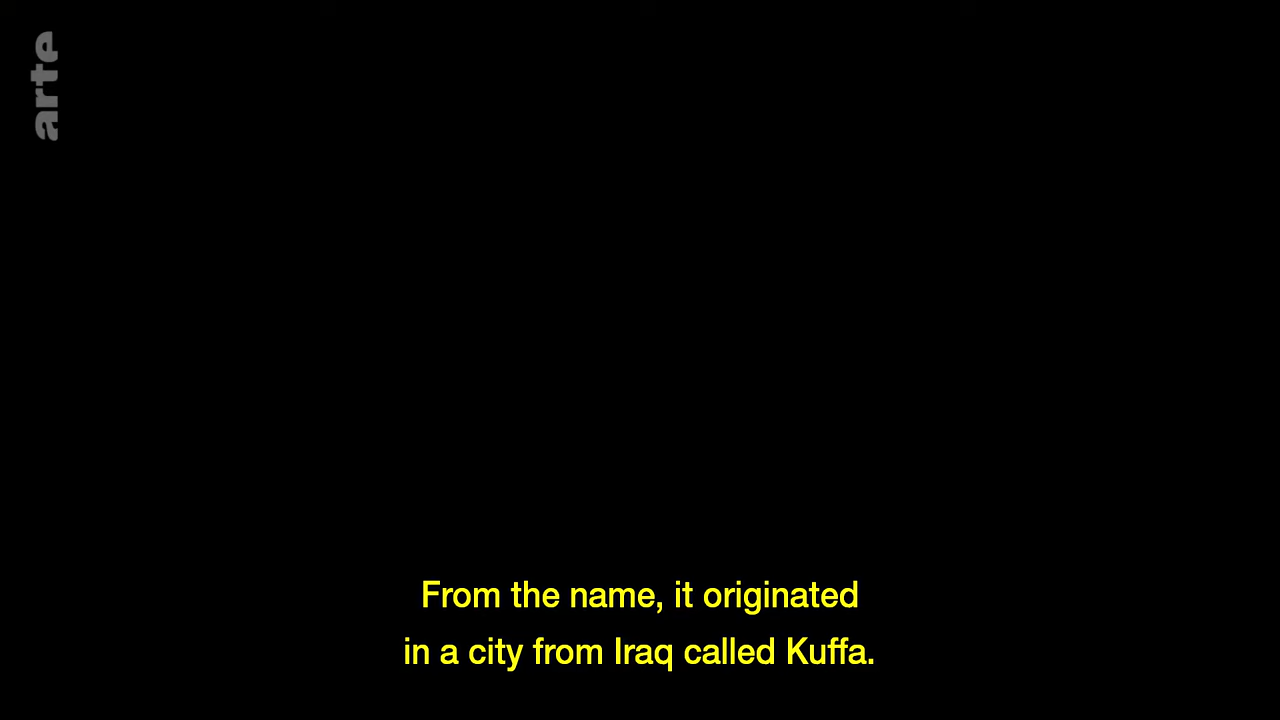 arte
From the name, it originated
in a city from Iraq called Kuffa.